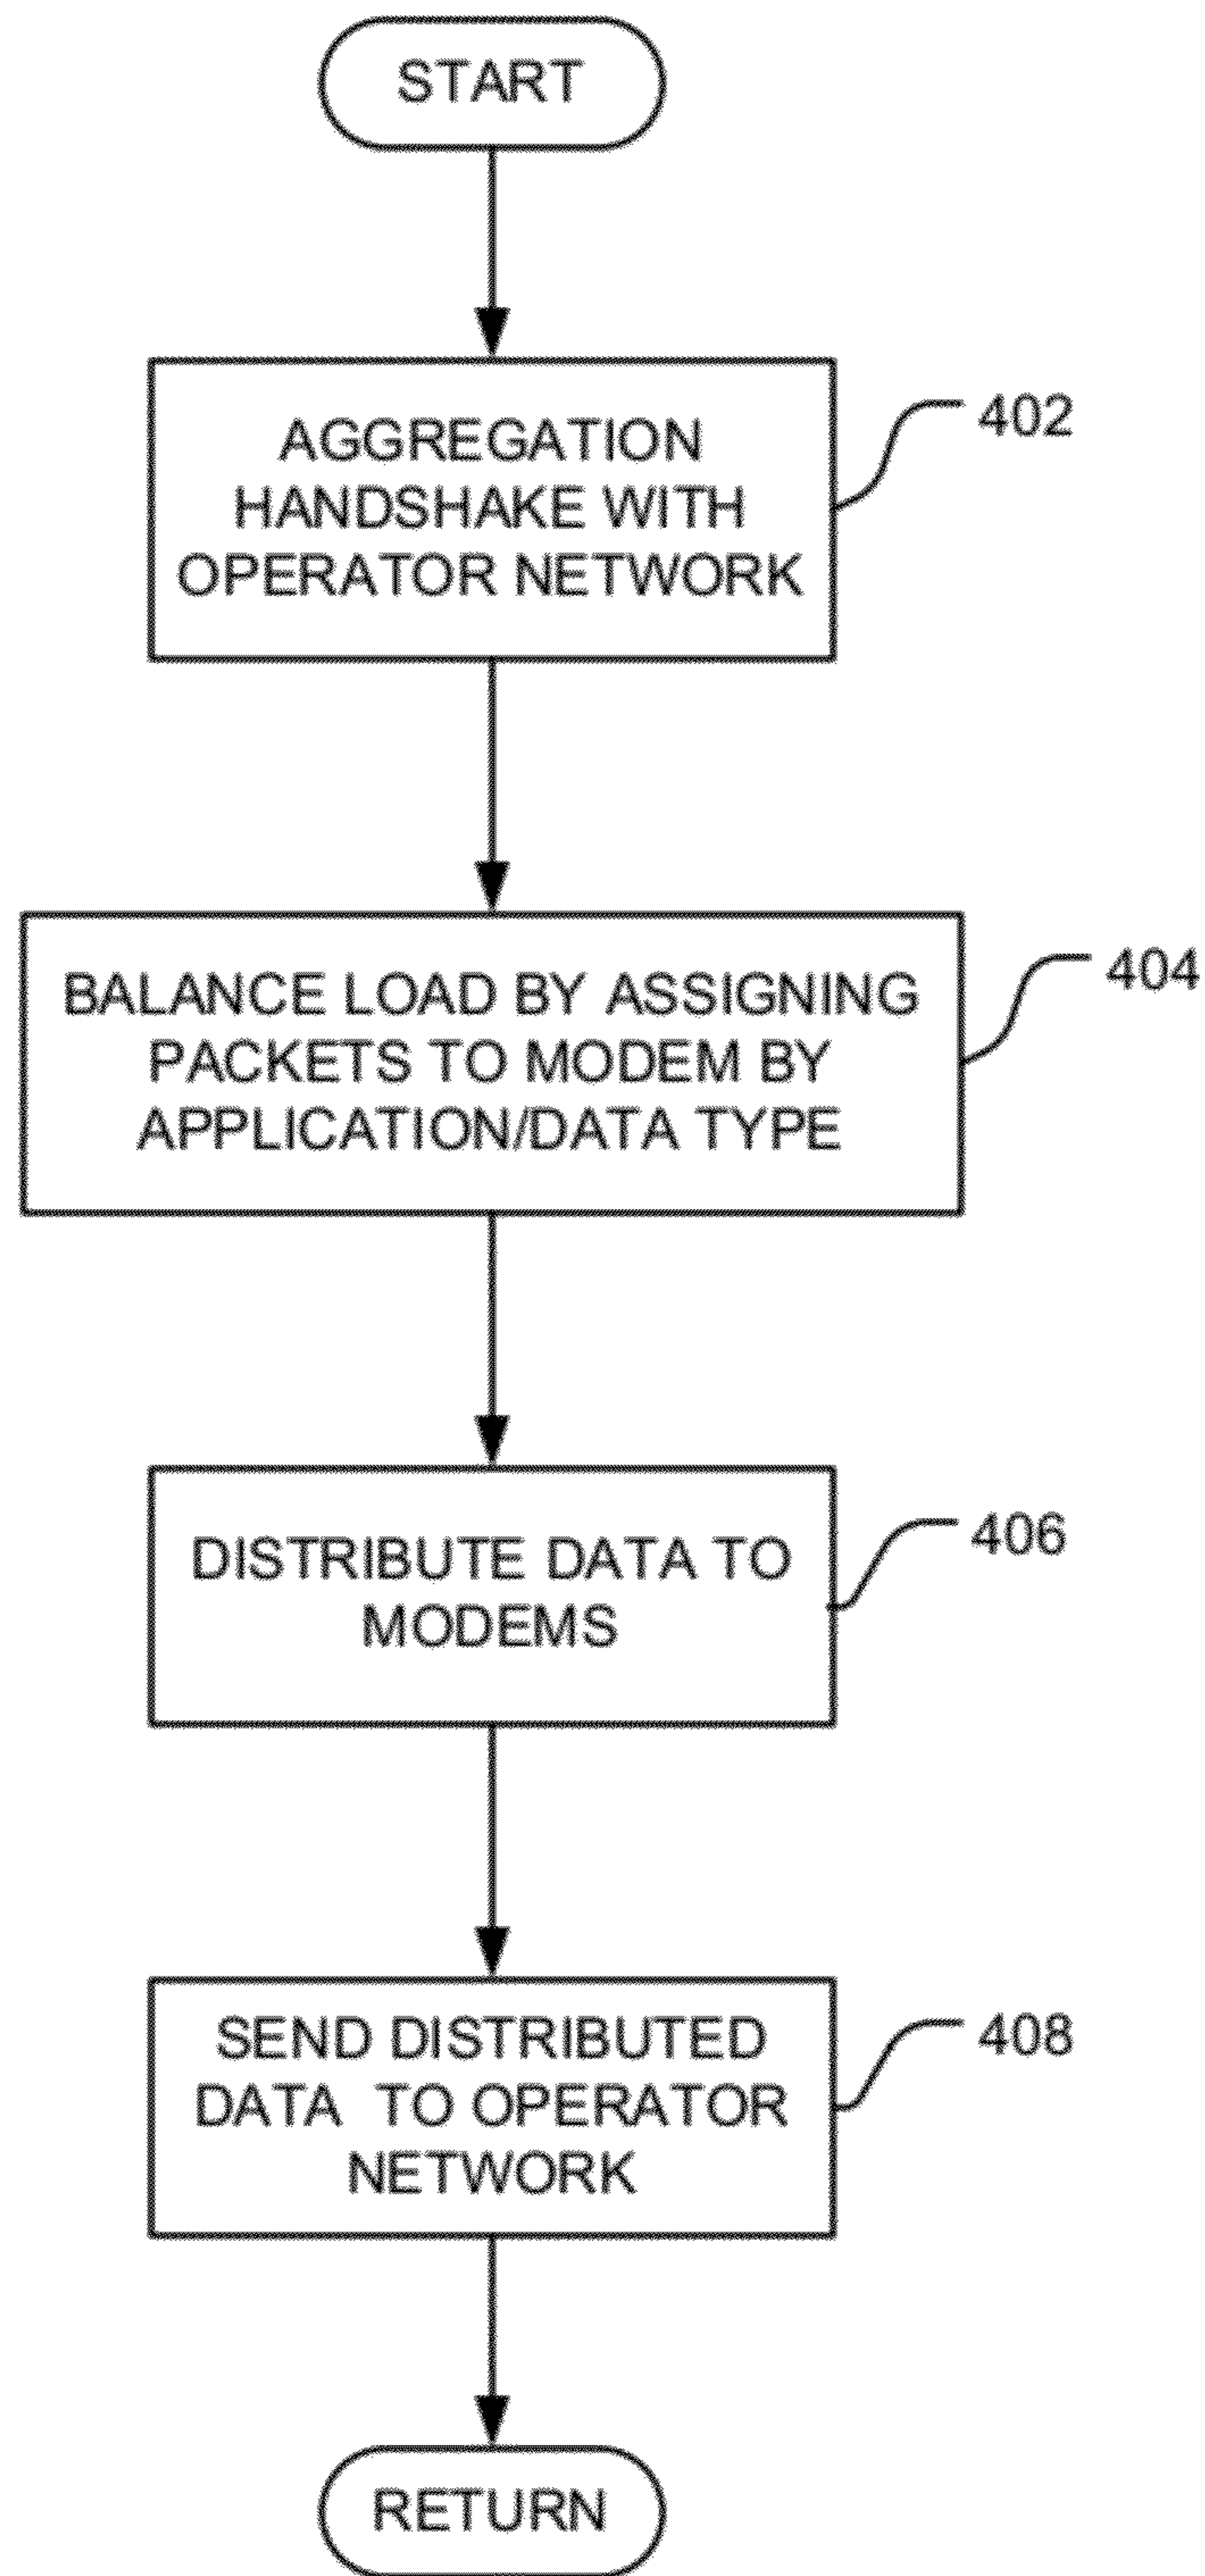 START
AGGREGATION
HANDSHAKE WITH
OPERATOR NETWORK
402
BALANCE LOAD BY ASSIGNING
PACKETS TO MODEM BY
APPLICATION/DATA TYPE
404
DISTRIBUTE DATA TO
MODEMS
406
SEND DISTRIBUTED
DATA TO OPERATOR
NETWORK
408
RETURN